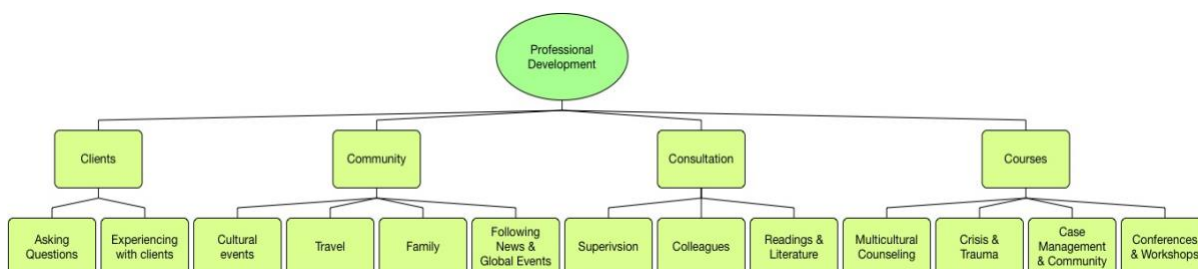 Professional
Development
Clients
Community
Consultation
Courses
Asking
Questions
Experiencing
with clients
Cultural
events
Travel
Family
Following
News &
Global Events
Superivsion
Colleagues
Readings &
Literature
Multicultural
Counseling
Crisis &
Trauma
Case
Management
& Community
Conferences
& Workshops